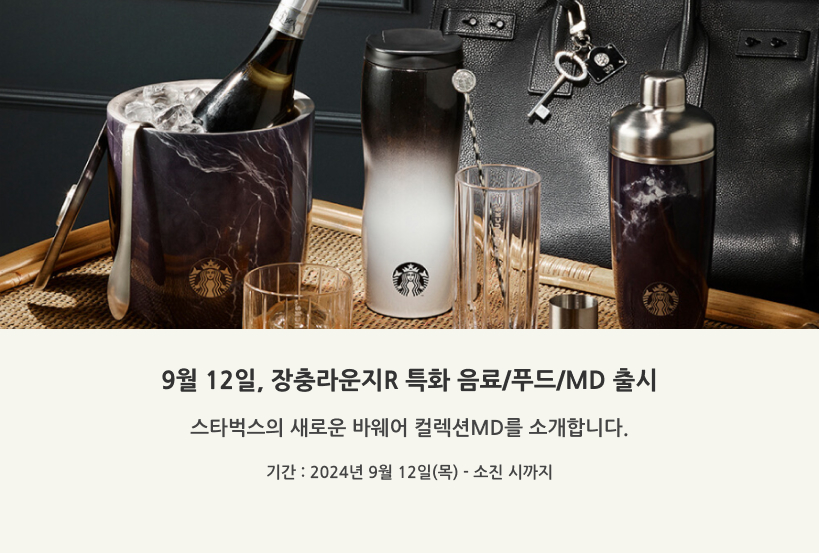 9월 12일, 장충라운지R 특화 음료/푸드/MD 출시
스타벅스의 새로운 바웨어 컬렉션MD를 소개합니다.
기간 : 2024년 9월 12일(목) - 소진 시까지